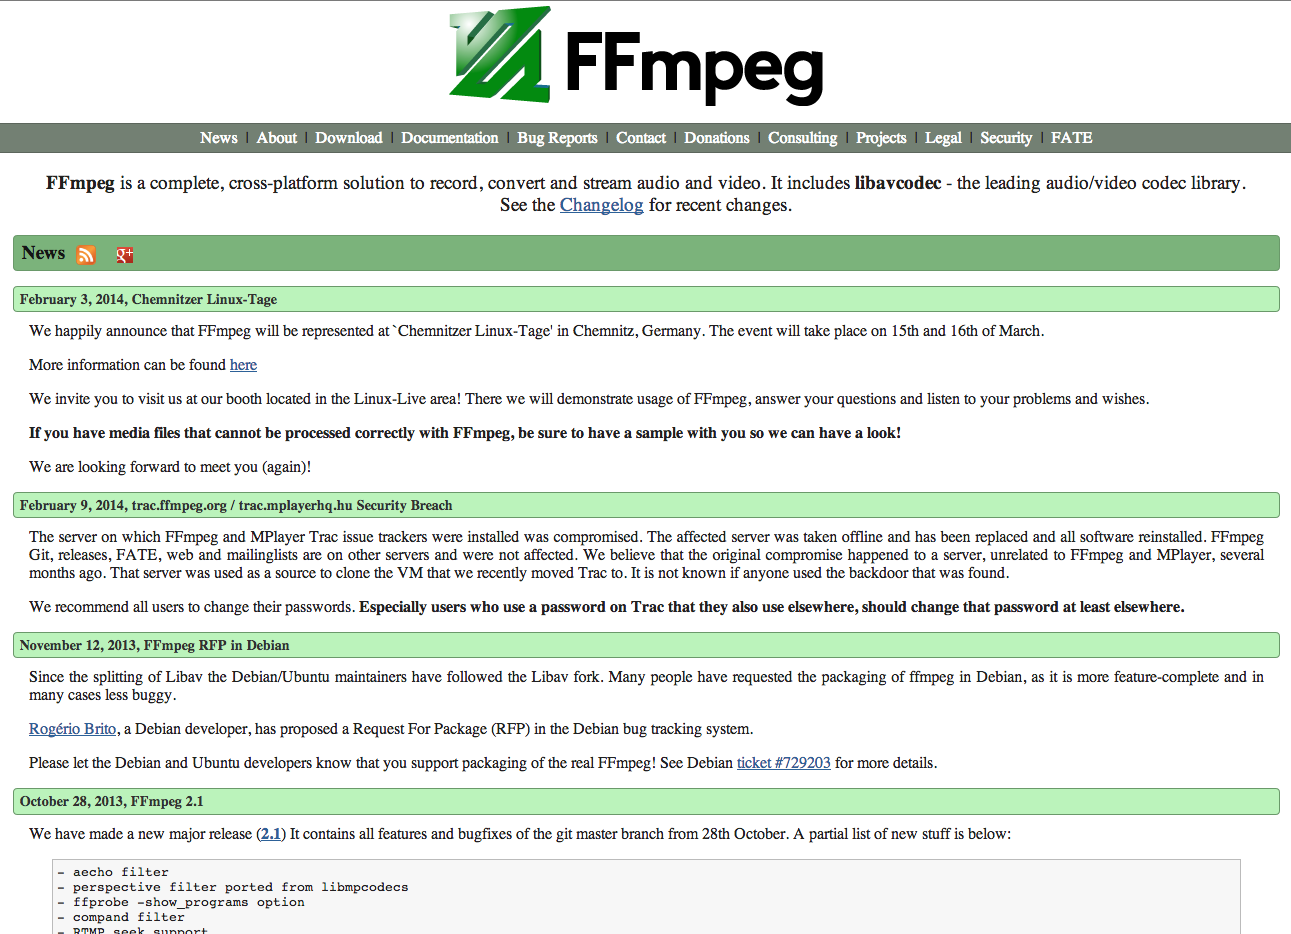 FFmpeg
News | About | Download | Documentation | Bug Reports | Contact | Donations | Consulting | Projects | Legal | Security | FATE
FFmpeg is a complete, cross-platform solution to record, convert and stream audio and video. It includes libavcodec - the leading audio/video codec library.
See the Changelog for recent changes.
News g+
February 3, 2014, Chemnitzer Linux-Tage
We happily announce that FFmpeg will be represented at `Chemnitzer Linux-Tage' in Chemnitz, Germany. The event will take place on 15th and 16th of March.
More information can be found here
We invite you to visit us at our booth located in the Linux-Live area! There we will demonstrate usage of FFmpeg, answer your questions and listen to your problems and wishes.
If you have media files that cannot be processed correctly with FFmpeg, be sure to have a sample with you so we can have a look!
We are looking forward to meet you (again)!
February 9, 2014, trac.ffmpeg.org / trac.mplayerhq.hu Security Breach
The server on which FFmpeg and MPlayer Trac issue trackers were installed was compromised. The affected server was taken offline and has been replaced and all software reinstalled. FFmpeg
Git, releases, FATE, web and mailinglists are on other servers and were not affected. We believe that the original compromise happened to a server, unrelated to FFmpeg and MPlayer, several
months ago. That server was used as a source to clone the VM that we recently moved Trac to. It is not known if anyone used the backdoor that was found.
We recommend all users to change their passwords. Especially users who use a password on Trac that they also use elsewhere, should change that password at least elsewhere.
November 12, 2013, FFmpeg RFP in Debian
Since the splitting of Libav the Debian/Ubuntu maintainers have followed the Libav fork. Many people have requested the packaging of ffmpeg in Debian, as it is more feature-complete and in
many cases less buggy.
Rogério Brito, a Debian developer, has proposed a Request For Package (RFP) in the Debian bug tracking system.
Please let the Debian and Ubuntu developers know that you support packaging of the real FFmpeg! See Debian ticket #729203 for more details.
October 28, 2013, FFmpeg 2.1
We have made a new major release (2.1) It contains all features and bugfixes of the git master branch from 28th October. A partial list of new stuff is below:
- aecho filter
- perspective filter ported from libmpcodecs
- ffprobe -show_programs option
- compand filter
- RTMP seek support